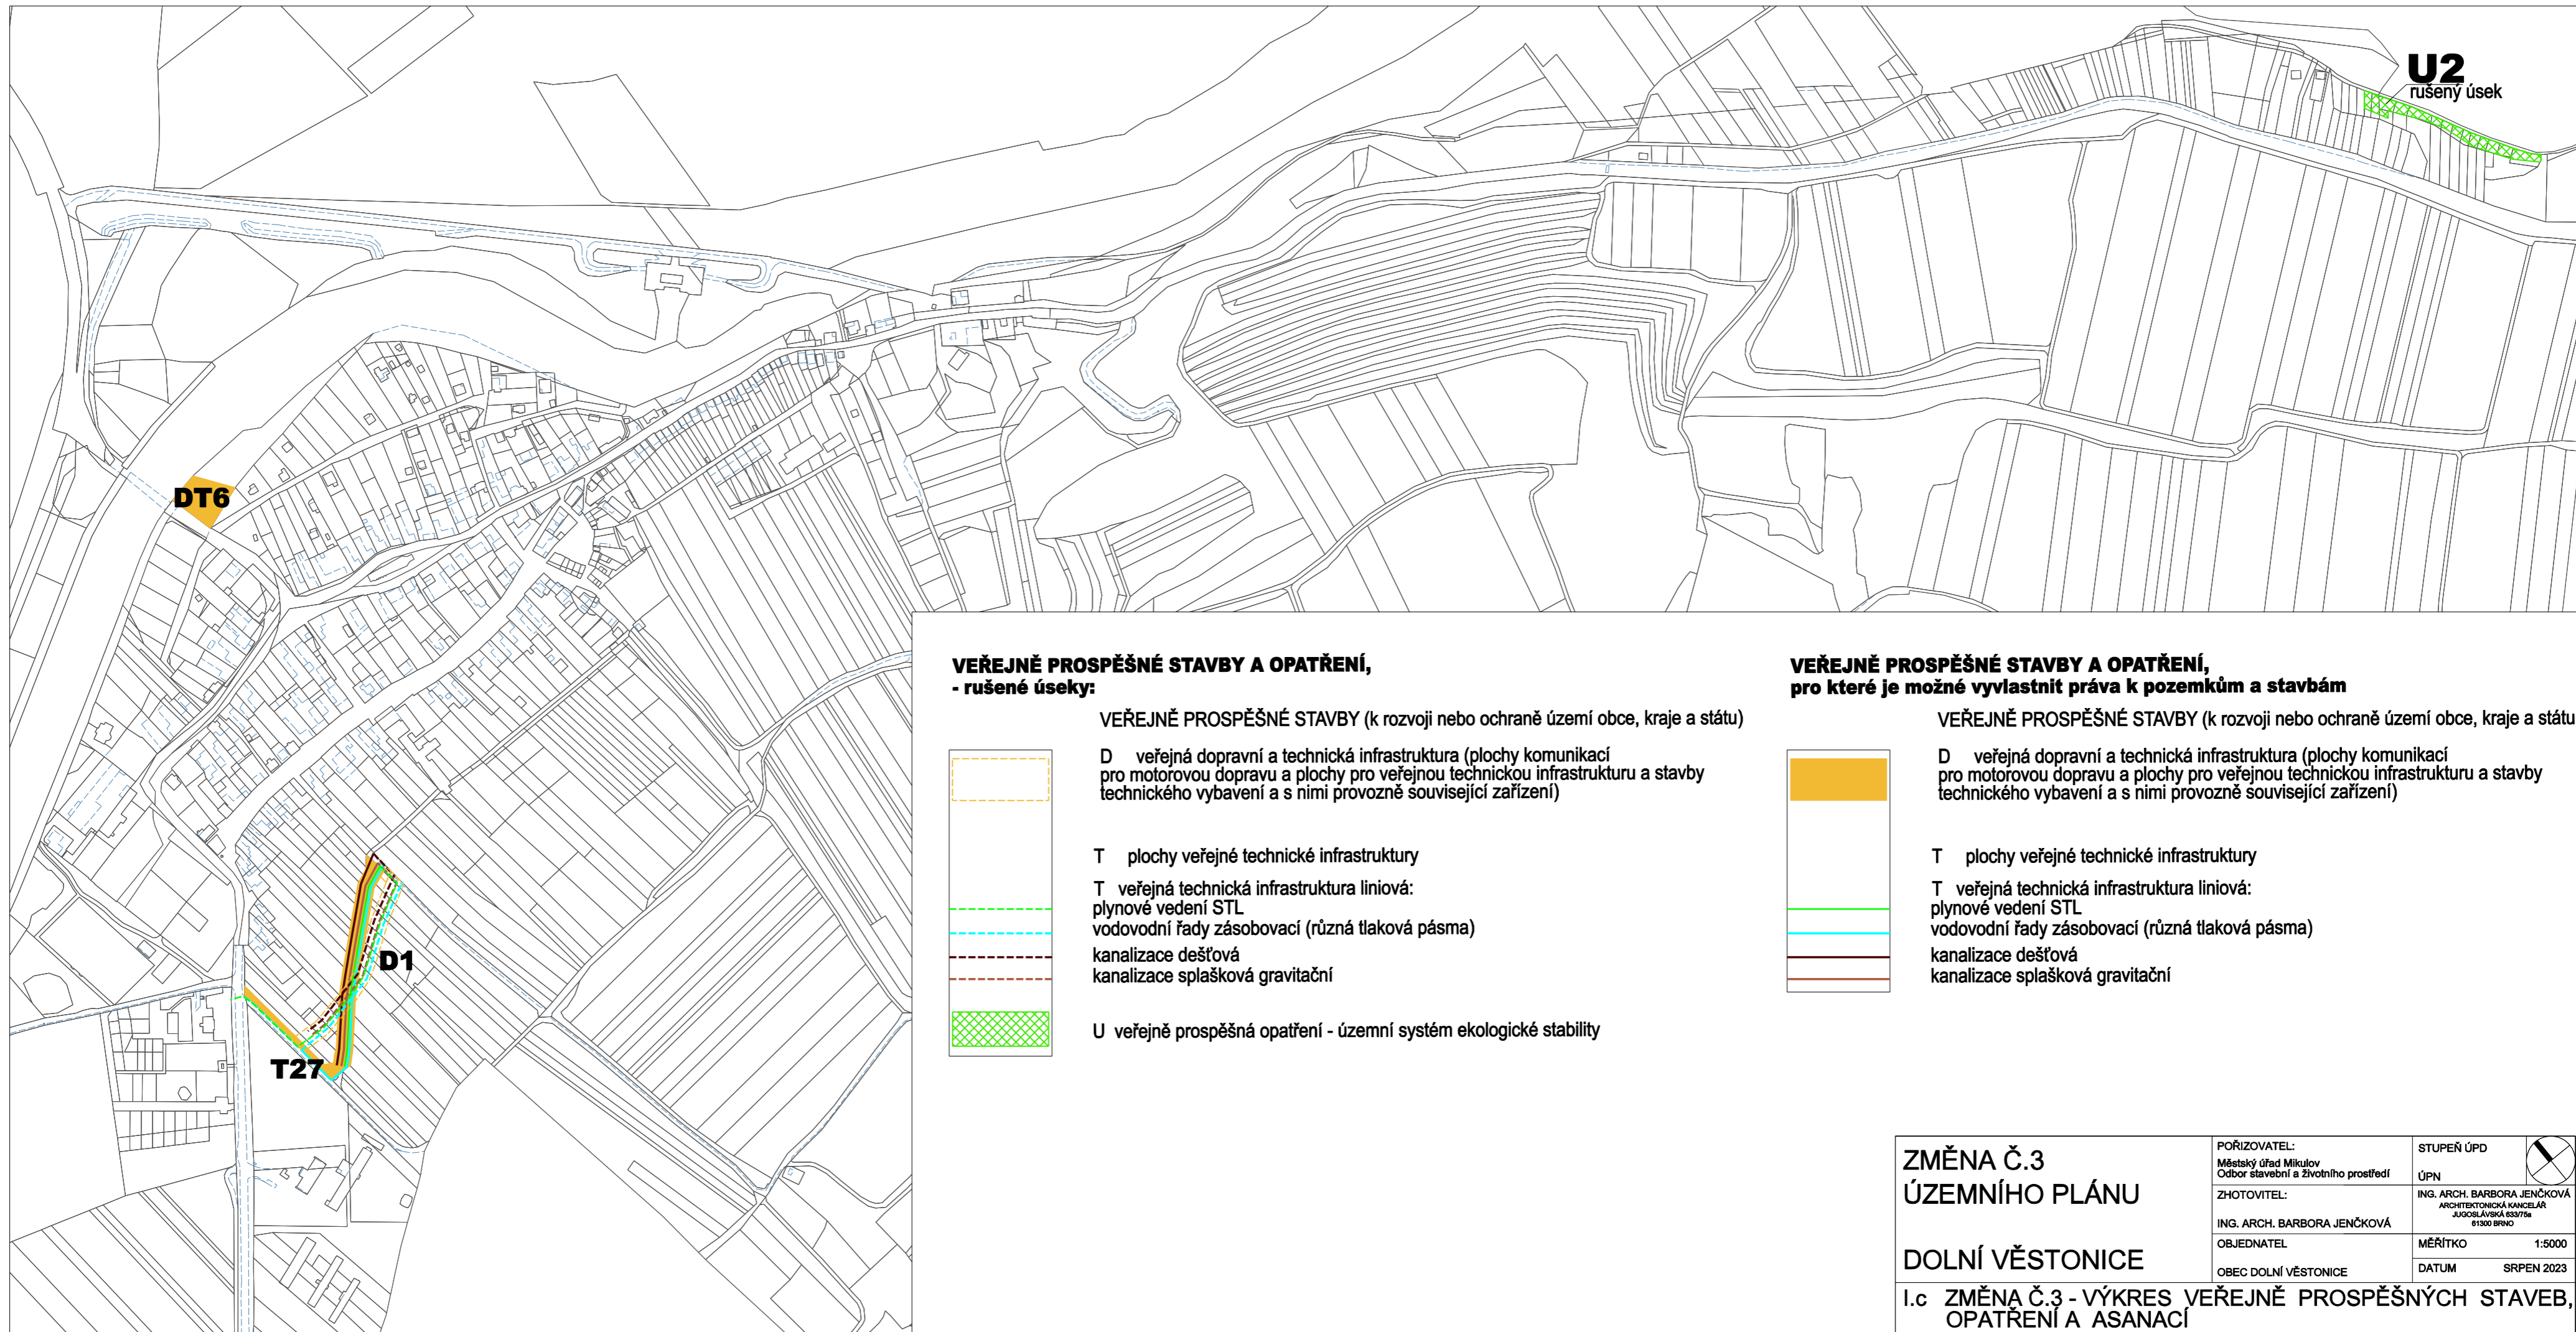 U2
rušený úsek
DT6
D1
T27
VEŘEJNĚ PROSPĚŠNÉ STAVBY A OPATŘENÍ,
- rušené úseky:
VEŘEJNĚ PROSPĚŠNÉ STAVBY (k rozvoji nebo ochraně území obce, kraje a státu)
D veřejná dopravní a technická infrastruktura (plochy komunikací
pro motorovou dopravu a plochy pro veřejnou technickou infrastrukturu a stavby
technického vybavení a s nimi provozně související zařízení)
T plochy veřejné technické infrastruktury
T veřejná technická infrastruktura liniová:
plynové vedení STL
vodovodní řady zásobovací (různá tlaková pásma)
kanalizace dešťová
kanalizace splašková gravitační
U veřejně prospěšná opatření - územní systém ekologické stability
VEŘEJNĚ PROSPĚŠNÉ STAVBY A OPATŘENÍ,
pro které je možné vyvlastnit práva k pozemkům a stavbám
VEŘEJNĚ PROSPĚŠNÉ STAVBY (k rozvoji nebo ochraně území obce, kraje a státu
D veřejná dopravní a technická infrastruktura (plochy komunikací
pro motorovou dopravu a plochy pro veřejnou technickou infrastrukturu a stavby
technického vybavení a s nimi provozně související zařízení)
T plochy veřejné technické infrastruktury
T veřejná technická infrastruktura liniová:
plynové vedení STL
vodovodní řady zásobovací (různá tlaková pásma)
kanalizace dešťová
kanalizace splašková gravitační
ZMĚNA Č.3
ÚZEMNÍHO PLÁNU
DOLNÍ VĚSTONICE
POŘIZOVATEL:
Městský úřad Mikulov
Odbor stavební a životního prostředí
STUPEŇ ÚPD
ÚPN
ZHOTOVITEL:
ING. ARCH. BARBORA JENČKOVÁ
ING. ARCH. BARBORA JENČKOVÁ
ARCHITEKTONICKÁ KANCELÁŘ
JUGOSLÁVSKÁ 633/75a
61300 BRNO
OBJEDNATEL
OBEC DOLNÍ VĚSTONICE
MĚŘÍTKO 1:5000
DATUM SRPEN 2023
I.c ZMĚNA Č.3 - VÝKRES VEŘEJNĚ PROSPĚŠNÝCH STAVEB,
OPATŘENÍ A ASANACÍ